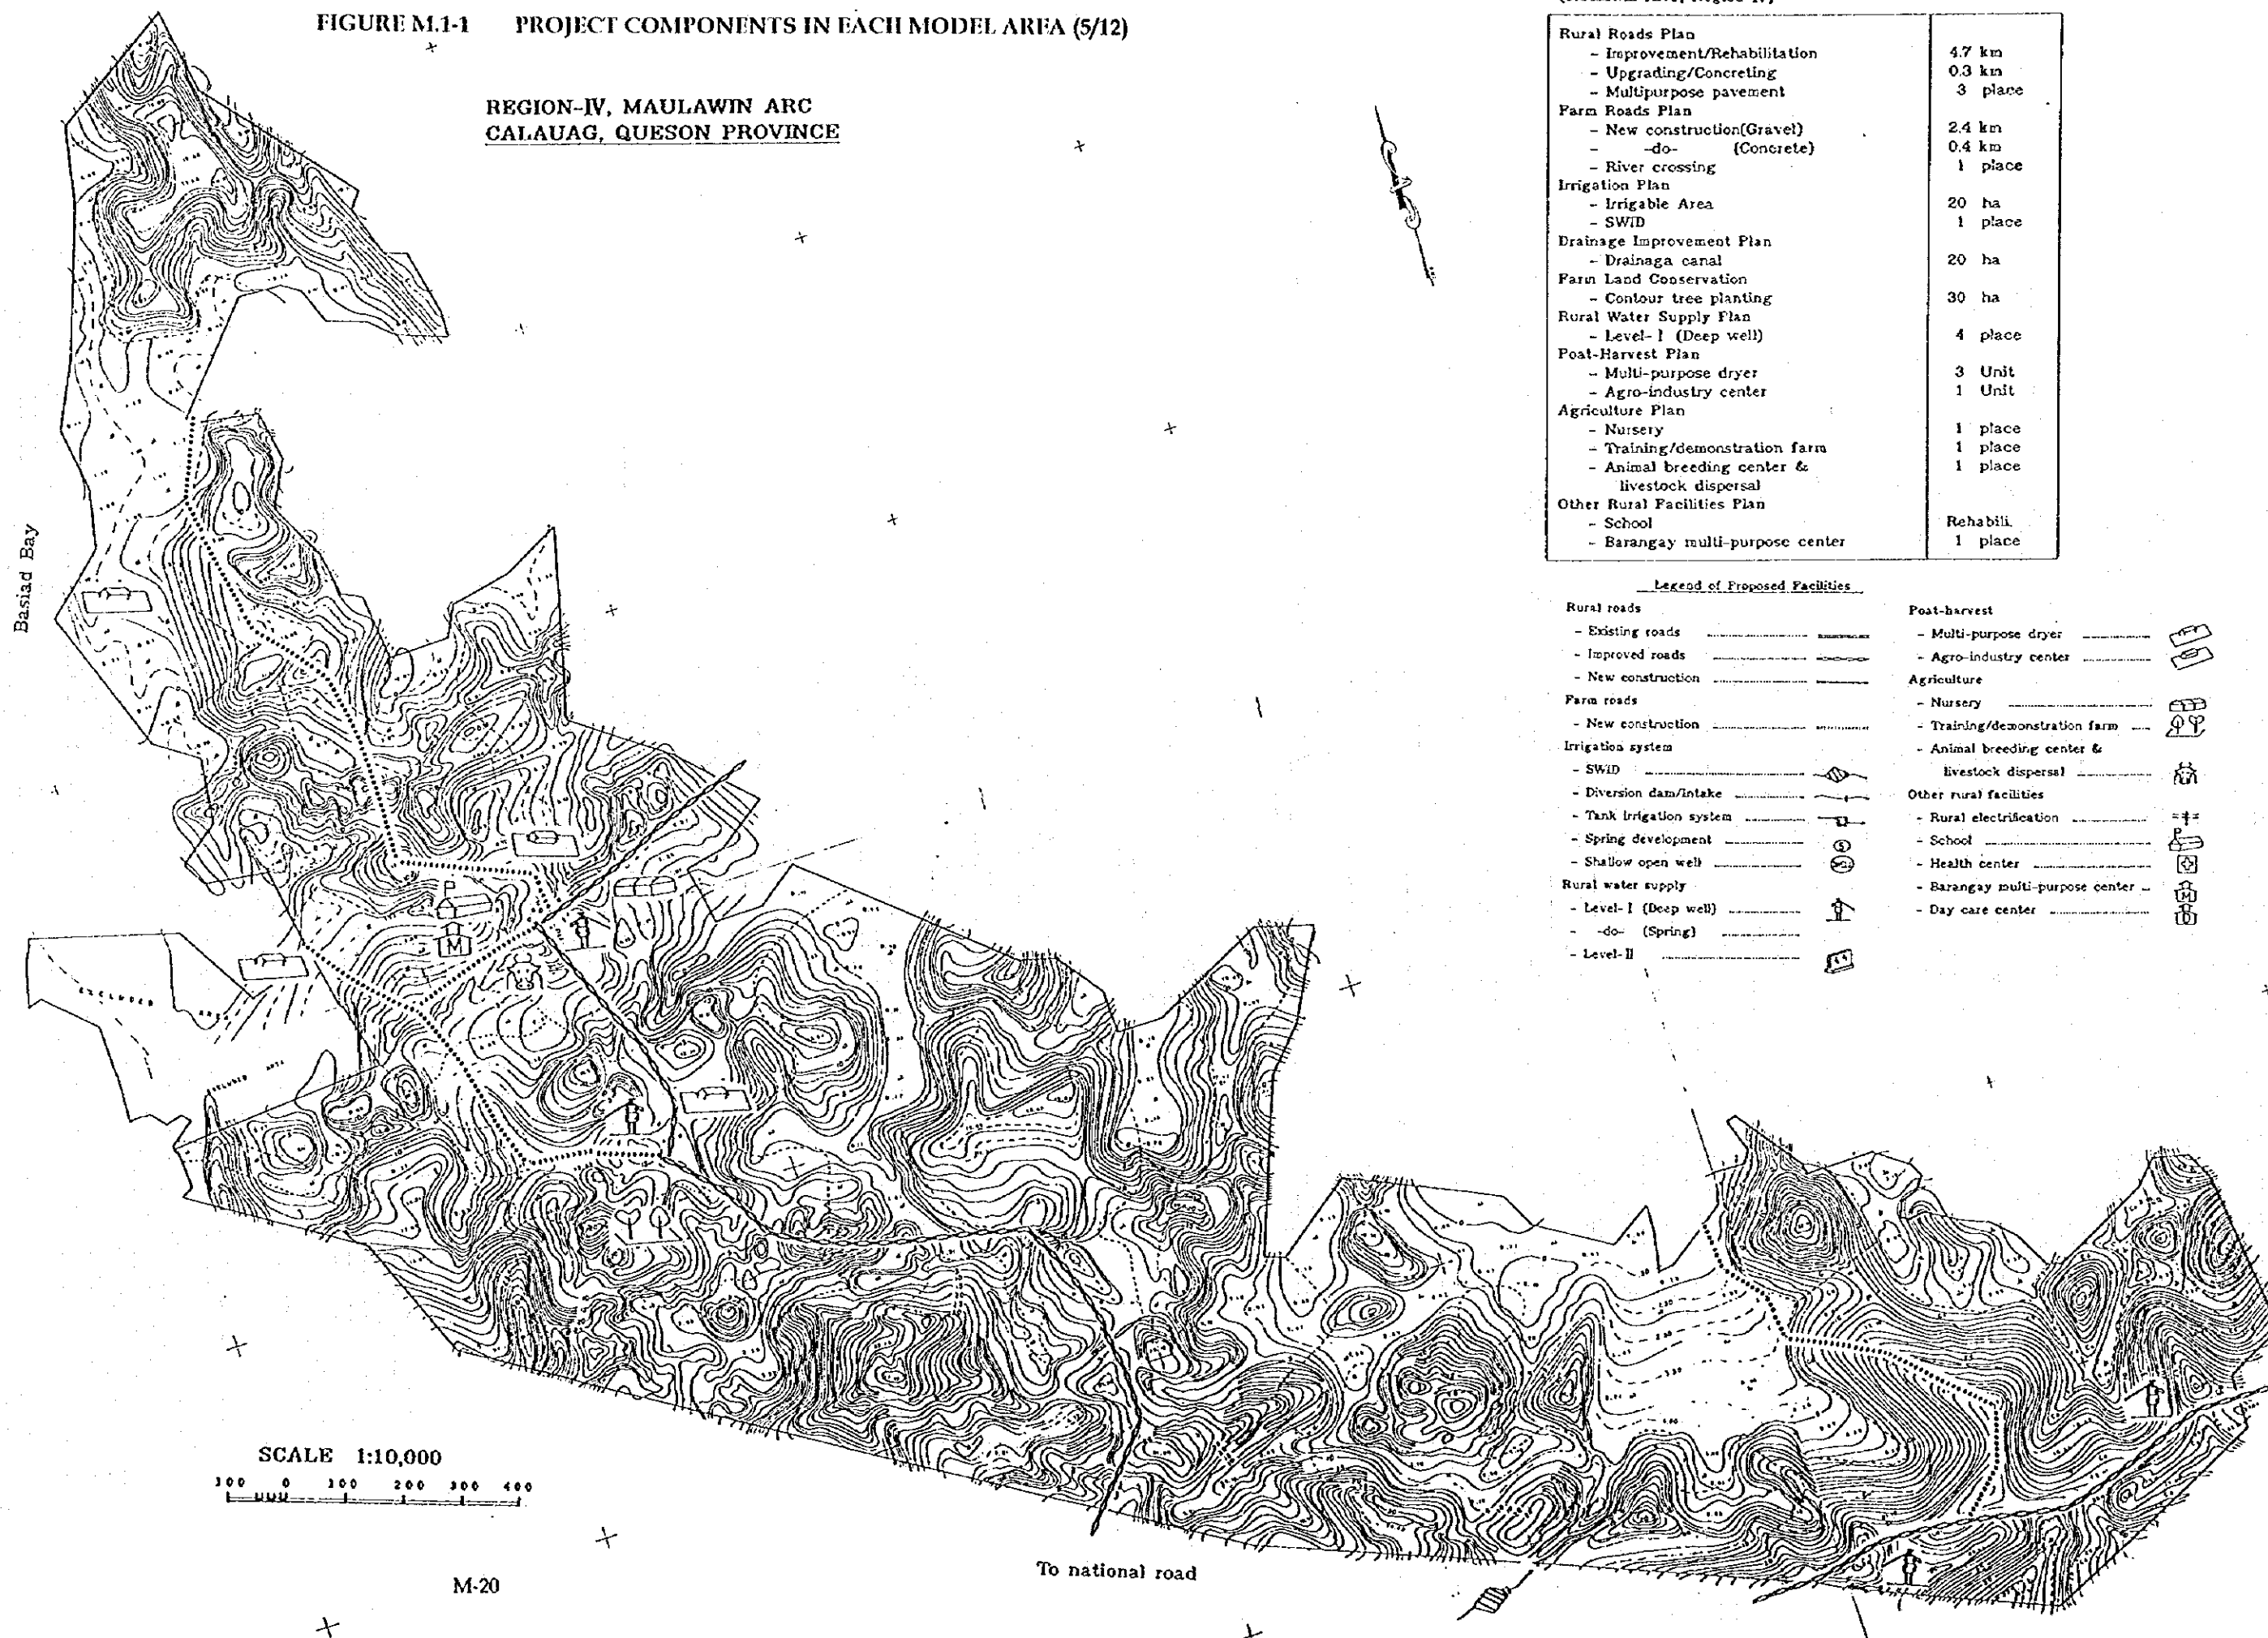 FIGURE M.1-1 PROJECT COMPONENTS IN EACH MODEL AREA (5/12)
REGION-IV, MAULAWIN ARC
CALAUAG, QUESON PROVINCE
Rural Roads Plan
- Improvement/Rehabilitation 4.7 km
- Upgrading/Concreting 0.3 km
- Multipurpose pavement 3 place
Farm Roads Plan
- New construction(Gravel) 2.4 km
- -do- (Concrete) 0.4 km
- River crossing 1 place
Irrigation Plan
- Irrigable Area 20 ha
- SWID 1 place
Drainage Improvement Plan
- Drainaga canal 20 ha
Farm Land Conservation
- Contour tree planting 30 ha
Rural Water Supply Plan
- Level-I (Deep well) 4 place
Post-Harvest Plan
- Multi-purpose dryer 3 Unit
- Agro-industry center 1 Unit
Agriculture Plan
- Nursery 1 place
- Training/demonstration farm 1 place
- Animal breeding center & 1 place
livestock dispersal
Other Rural Facilities Plan
- School Rehabili.
- Barangay multi-purpose center 1 place
Legend of Proposed Facilities
Rural roads
- Existing roads
- Improved roads
- New construction
Farm roads
- New construction
Irrigation system
- SWID
- Diversion dam/Intake
- Tank Irrigation system
- Spring development
- Shallow open well
Rural water supply
- Level-I (Deep well)
- -do- (Spring)
- Level-II
Post-harvest
- Multi-purpose dryer
- Agro-industry center
Agriculture
- Nursery
- Training/demonstration farm
- Animal breeding center &
livestock dispersal
Other rural facilities
- Rural electrification
- School
- Health center
- Barangay multi-purpose center
- Day care center
Basiad Bay
EXCLUDED
M
SCALE 1:10,000
100 0 100 200 300 400
M-20
To national road